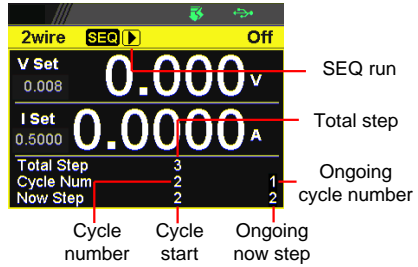 2wire SEQ Off
V Set
0.008
0.000 V
SEQ run
I Set
0.5000
0.0000 A
Total step
Total Step 3
Cycle Num 2 1
Now Step 2 2
Ongoing
cycle number
Cycle
number
Cycle
start
Ongoing
now step